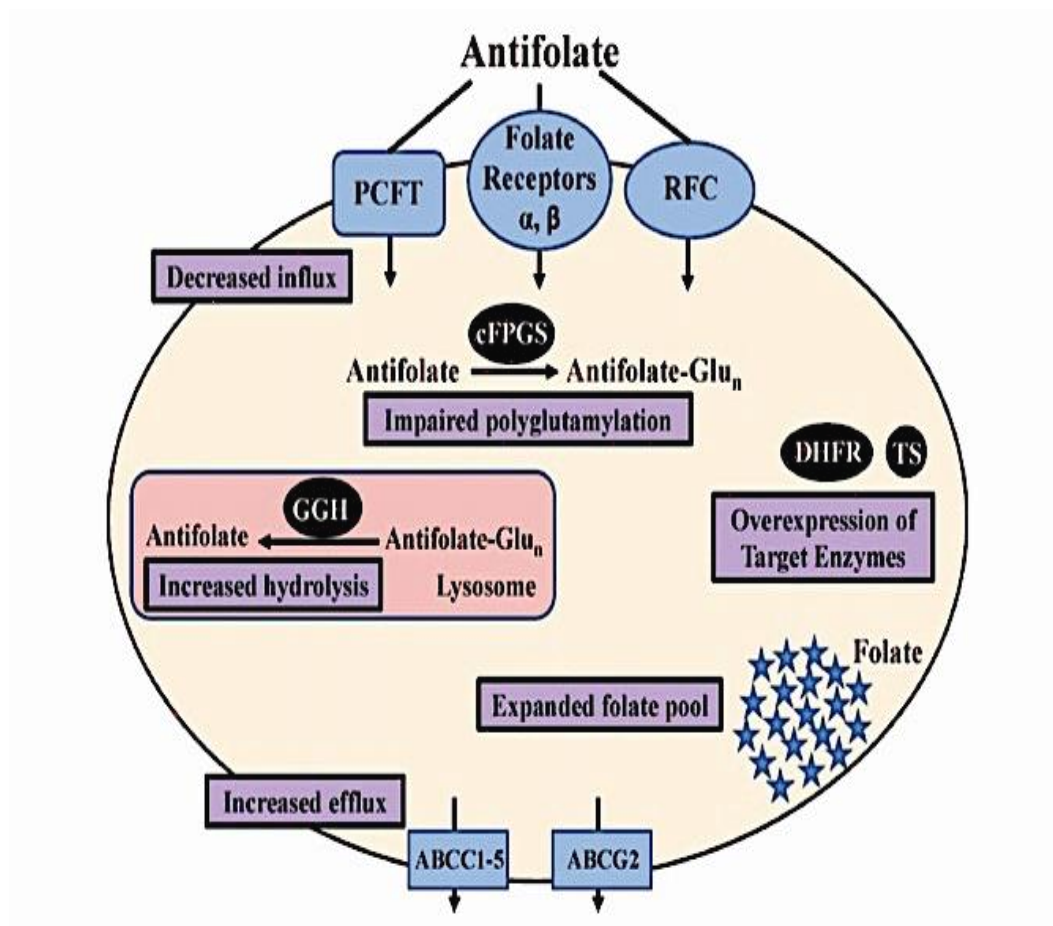 Antifolate
PCFT
Folate
Receptors
α, β
RFC
Decreased influx
cFPGS
Antifolate
Antifolate-Glun
Impaired polyglutamylation
DHFR
TS
Overexpression of
Target Enzymes
GGH
Antifolate
Antifolate-Glun
Increased hydrolysis
Lysosome
Folate
Expanded folate pool
Increased efflux
ABCC1-5
ABCG2